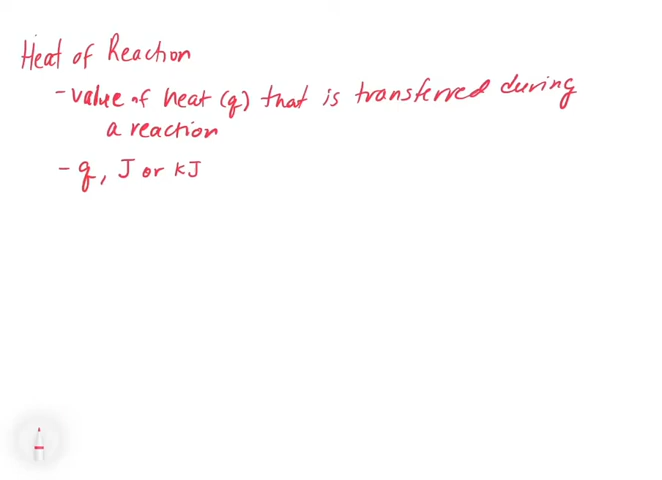 Heat of Reaction
- value of heat (q) that is transferred during
a reaction
- q, J or kJ